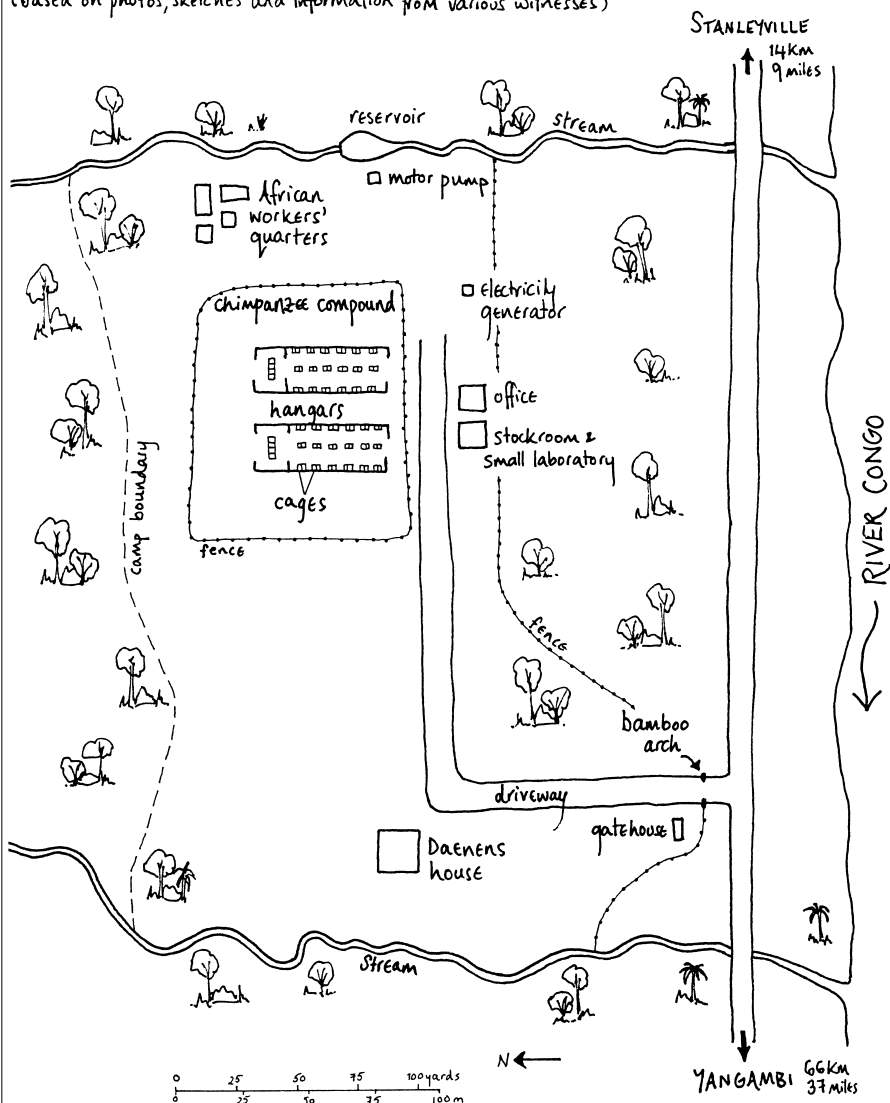 (based on photos, sketches and information from various witnesses)
STANLEYVILLE
14km
9 miles
reservoir
stream
motor pump
African
workers'
quarters
chimpanzee compound
Electricity
generator
hangars
office
stockroom &
small laboratory
cages
camp boundary
fence
RIVER CONGO
fence
bamboo
arch
driveway
gatehouse
Daenens
house
stream
N
YANGAMBI
66km
37 miles
0 25 50 75 100 yards
0 25 50 75 100 m